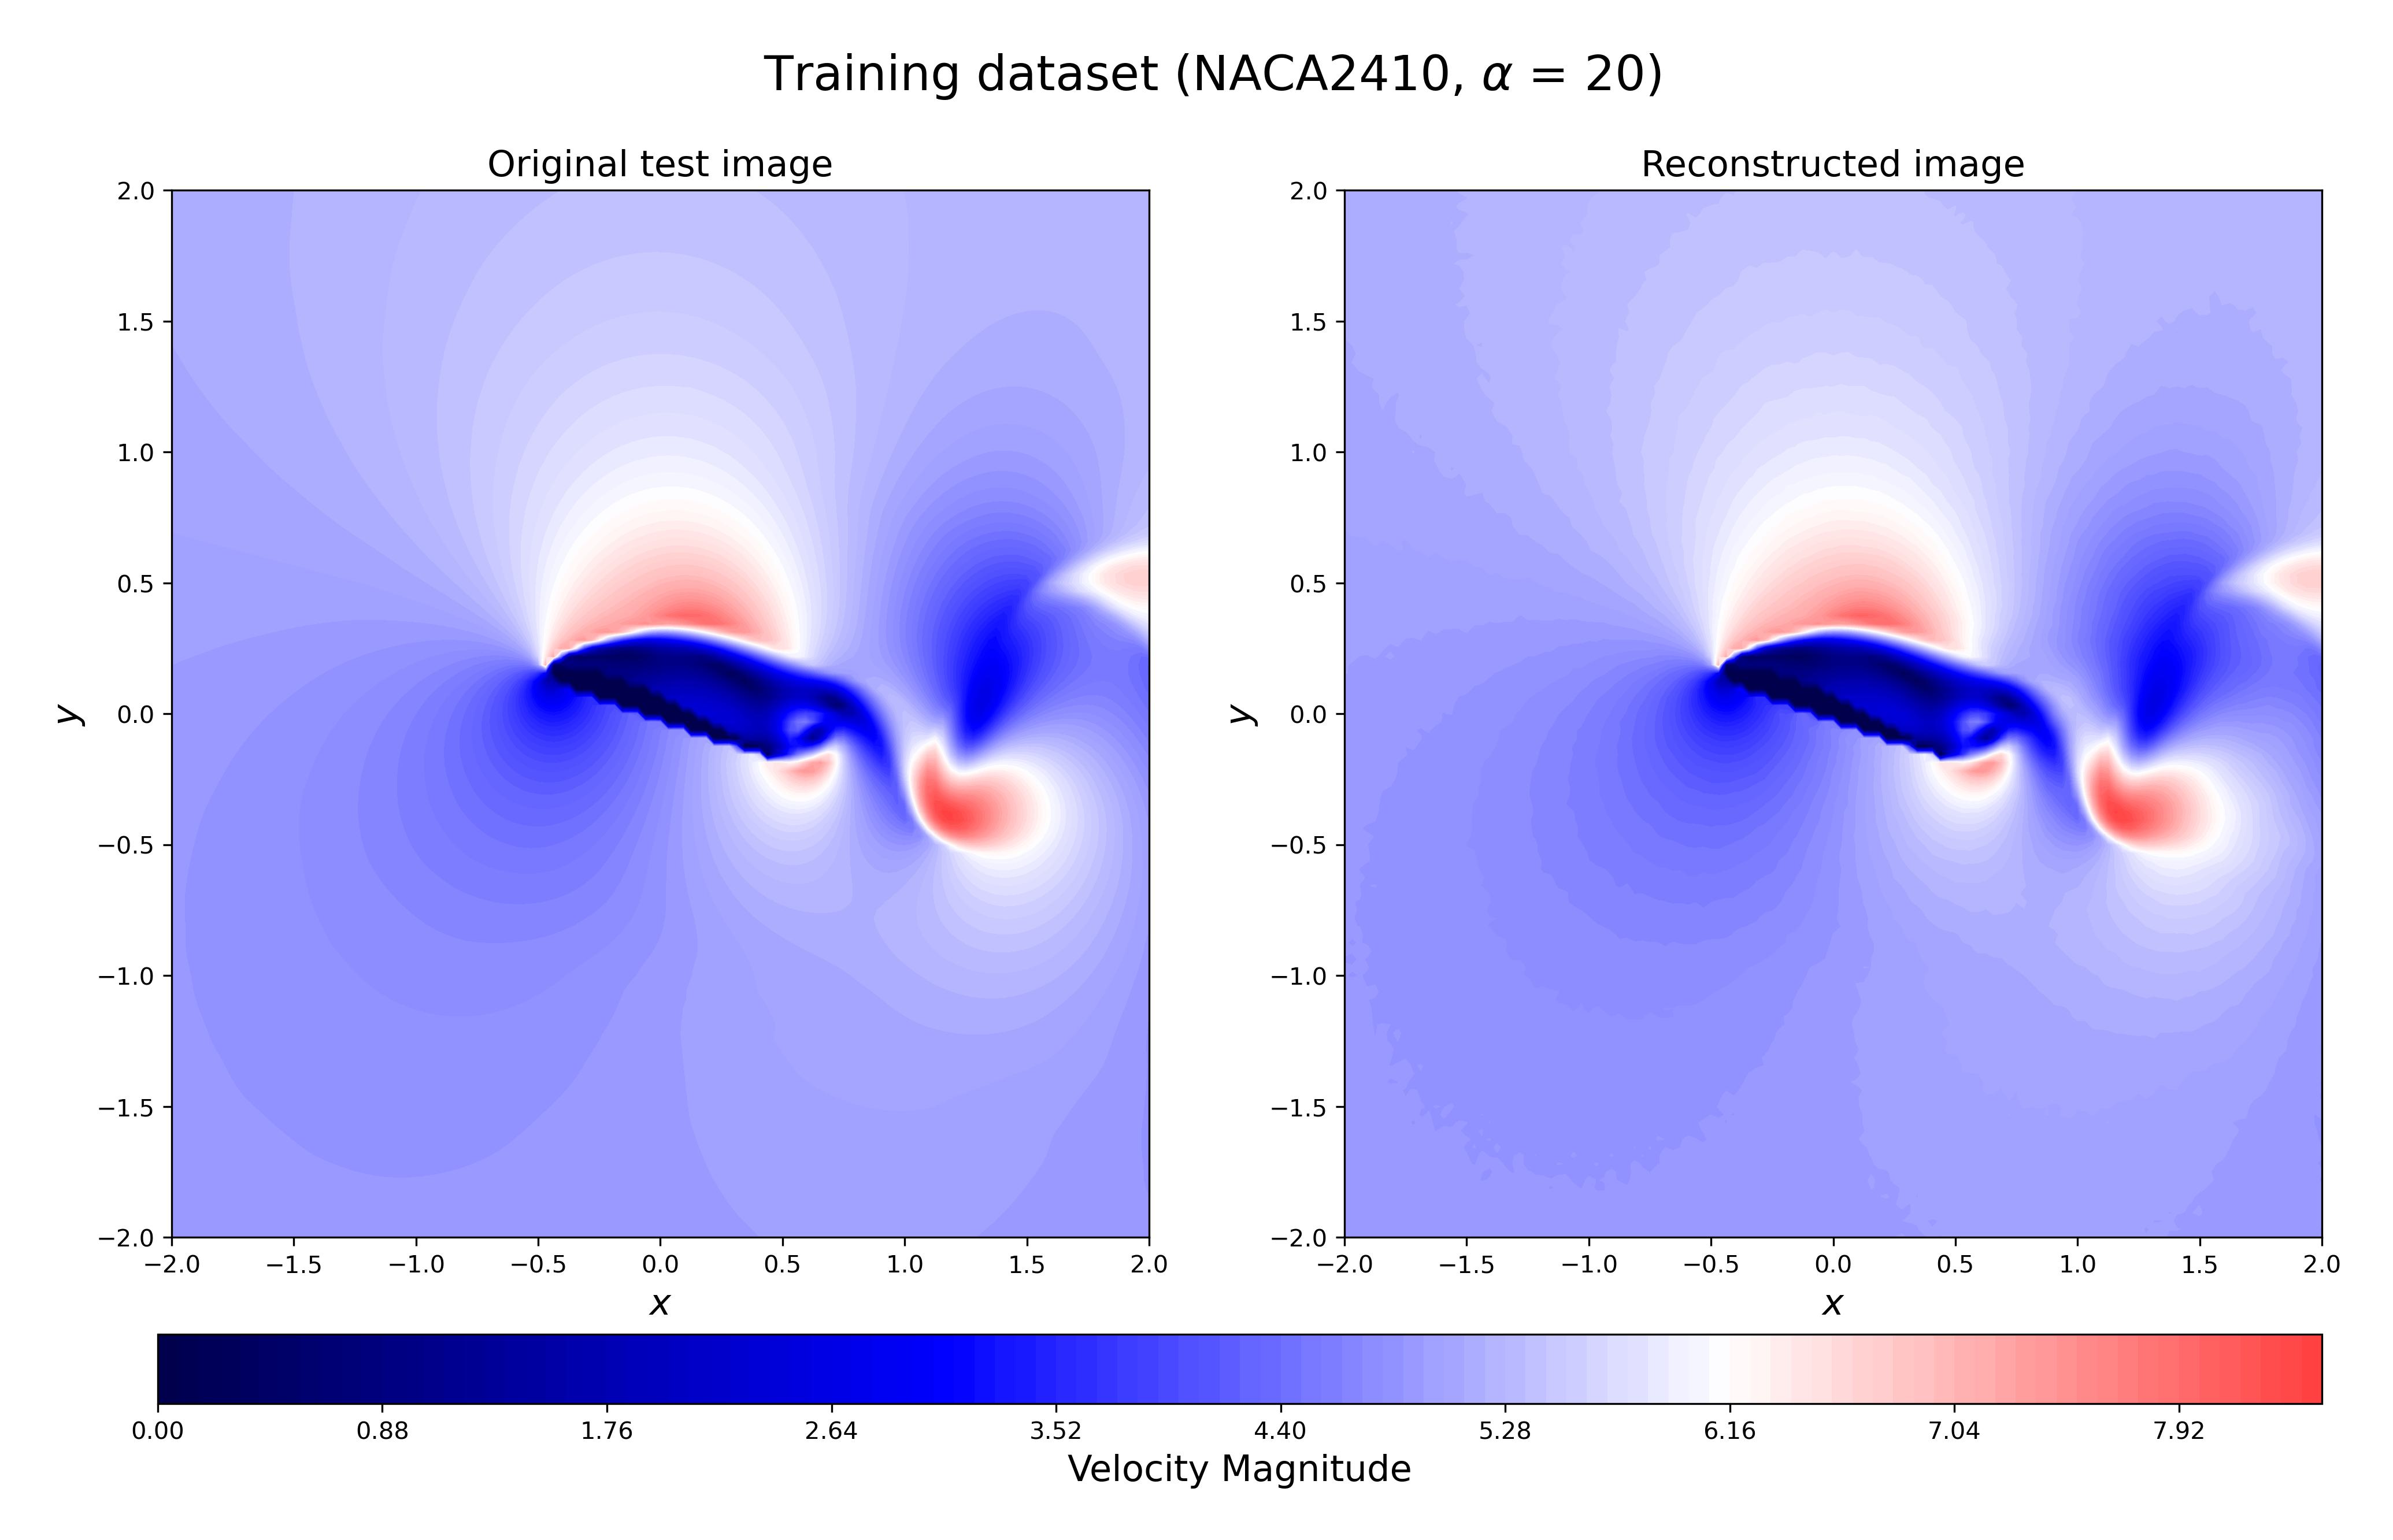 Training dataset (NACA2410, α = 20)
Original test image
2.0
1.5
1.0
0.5
0.0
−0.5
−1.0
−1.5
−2.0
y
−2.0 −1.5 −1.0 −0.5 0.0 0.5 1.0 1.5 2.0
x
Reconstructed image
2.0
1.5
1.0
0.5
0.0
−0.5
−1.0
−1.5
−2.0
y
−2.0 −1.5 −1.0 −0.5 0.0 0.5 1.0 1.5 2.0
x
0.00 0.88 1.76 2.64 3.52 4.40 5.28 6.16 7.04 7.92
Velocity Magnitude